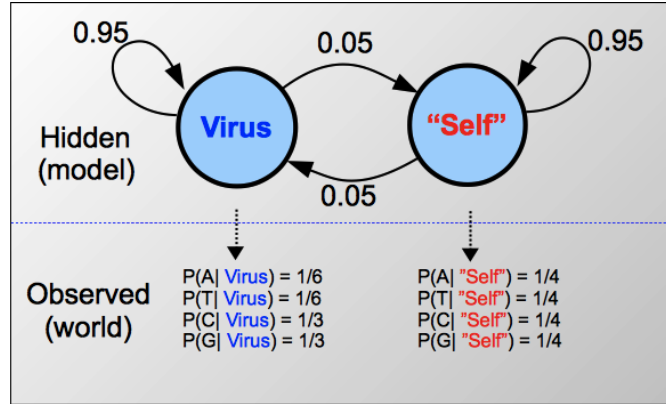 0.95
0.05
0.95
Virus
“Self”
Hidden
(model)
0.05
Observed
(world)
P(A| Virus) = 1/6
P(T| Virus) = 1/6
P(C| Virus) = 1/3
P(G| Virus) = 1/3
P(A| ”Self”) = 1/4
P(T| ”Self”) = 1/4
P(C| ”Self”) = 1/4
P(G| ”Self”) = 1/4